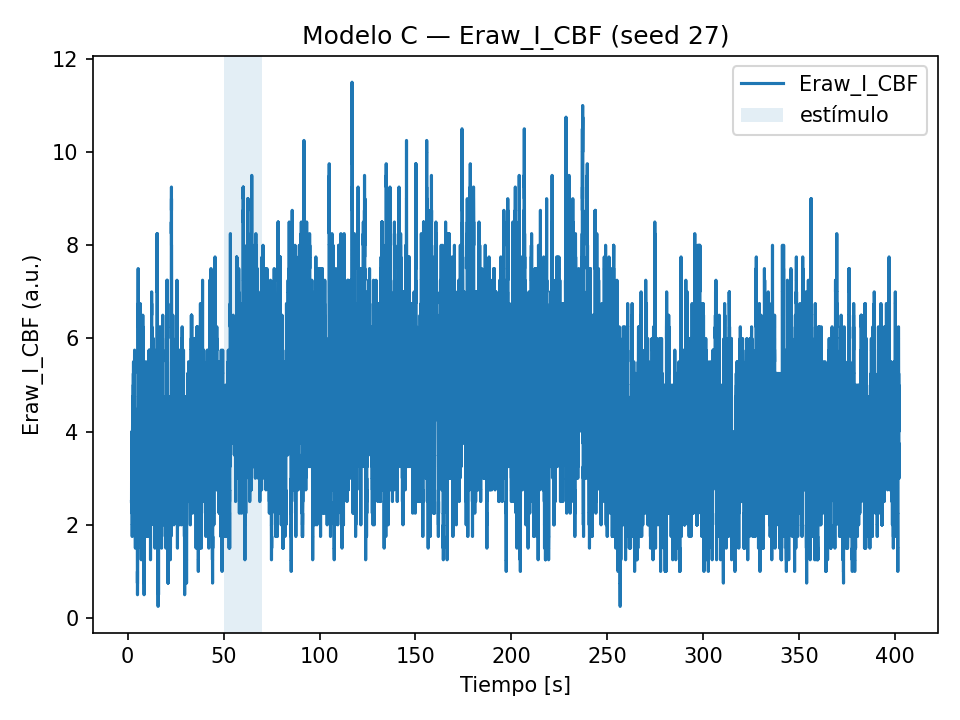 Modelo C — Eraw_I_CBF (seed 27)
Eraw_I_CBF
estímulo
Eraw_I_CBF (a.u.)
12
10
8
6
4
2
0
0 50 100 150 200 250 300 350 400
Tiempo [s]